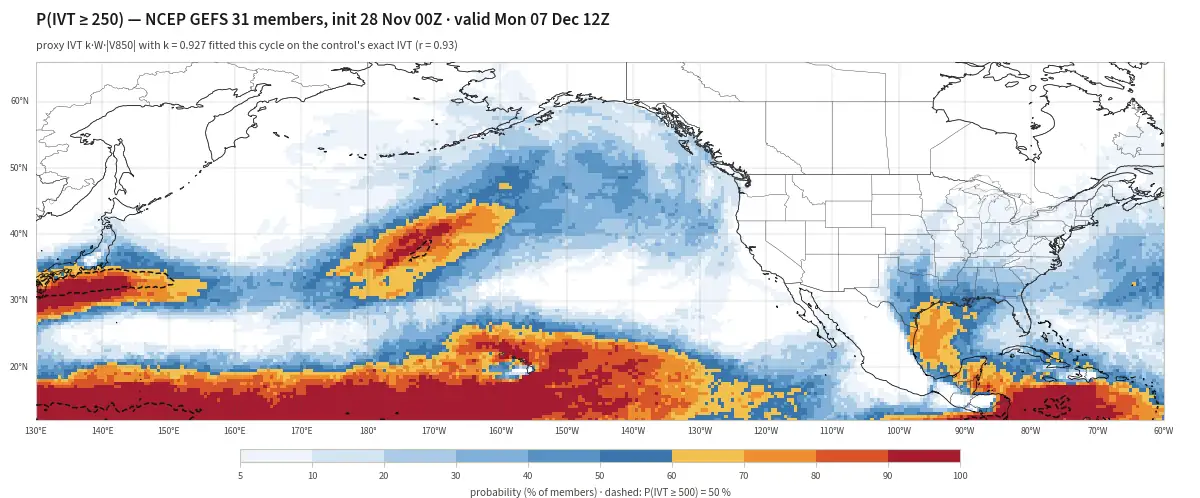 P(IVT ≥ 250) — NCEP GEFS 31 members, init 28 Nov 00Z · valid Mon 07 Dec 12Z
proxy IVT k·W·|V850| with k = 0.927 fitted this cycle on the control's exact IVT (r = 0.93)
60°N
50°N
40°N
30°N
20°N
130°E 140°E 150°E 160°E 180° 170°W 160°W 150°W 140°W 130°W 120°W 110°W 100°W 90°W 80°W 70°W 60°W
5 10 20 30 40 50 60 70 80 90 100
probability (% of members) · dashed: P(IVT ≥ 500) = 50 %